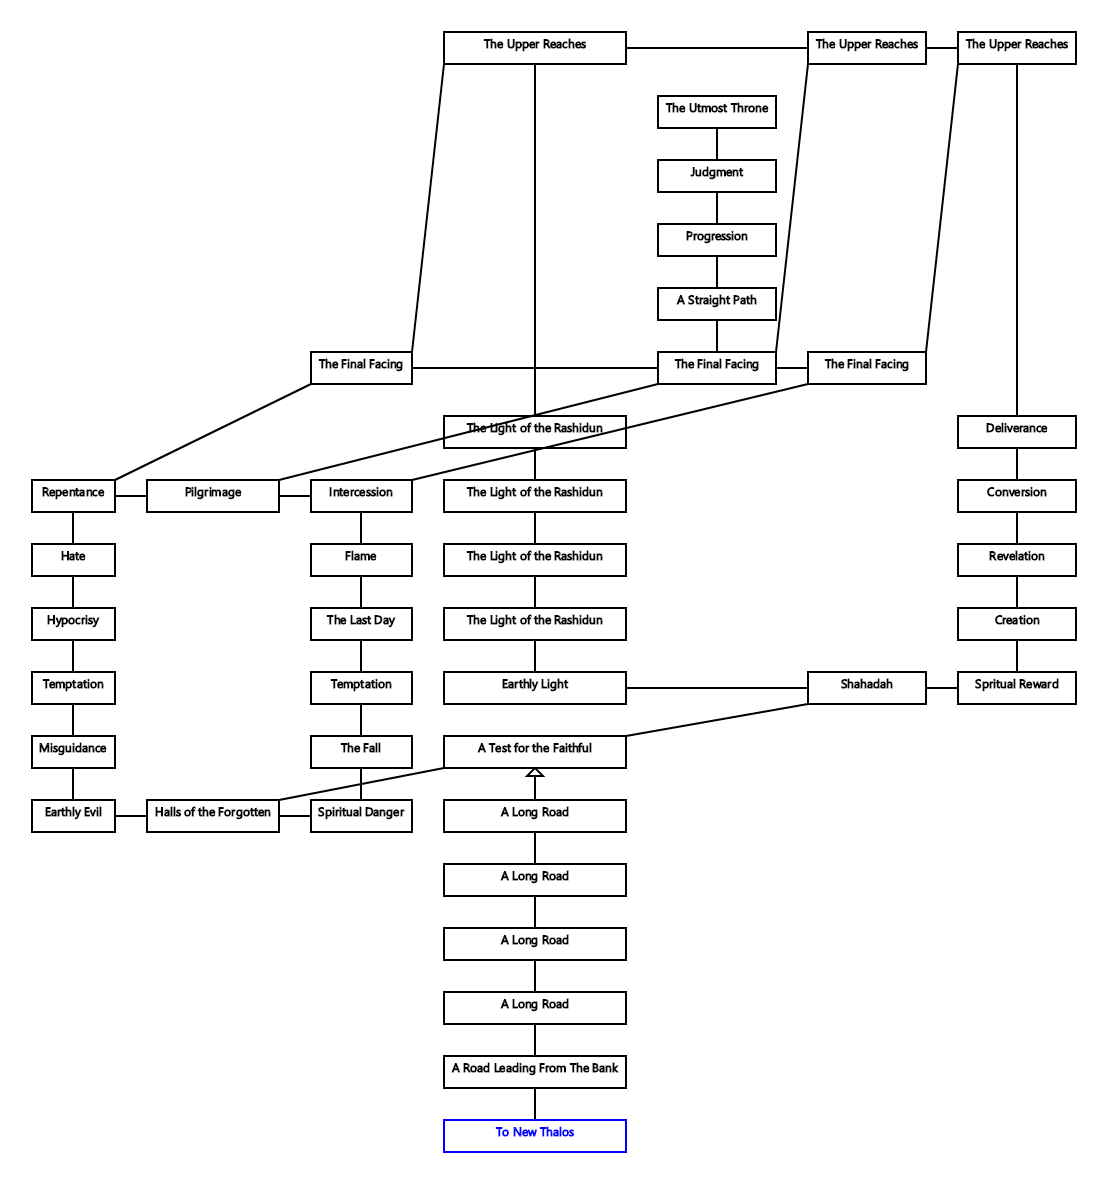 The Upper Reaches
The Upper Reaches
The Upper Reaches
The Utmost Throne
Judgment
Progression
A Straight Path
The Final Facing
The Final Facing
The Final Facing
The Light of the Rashidun
Deliverance
Repentance
Pilgrimage
Intercession
The Light of the Rashidun
Conversion
Hate
Flame
The Light of the Rashidun
Revelation
Hypocrisy
The Last Day
The Light of the Rashidun
Creation
Temptation
Temptation
Earthly Light
Shahadah
Spritual Reward
Misguidance
The Fall
A Test for the Faithful
Earthly Evil
Halls of the Forgotten
Spiritual Danger
A Long Road
A Long Road
A Long Road
A Long Road
A Road Leading From The Bank
To New Thalos